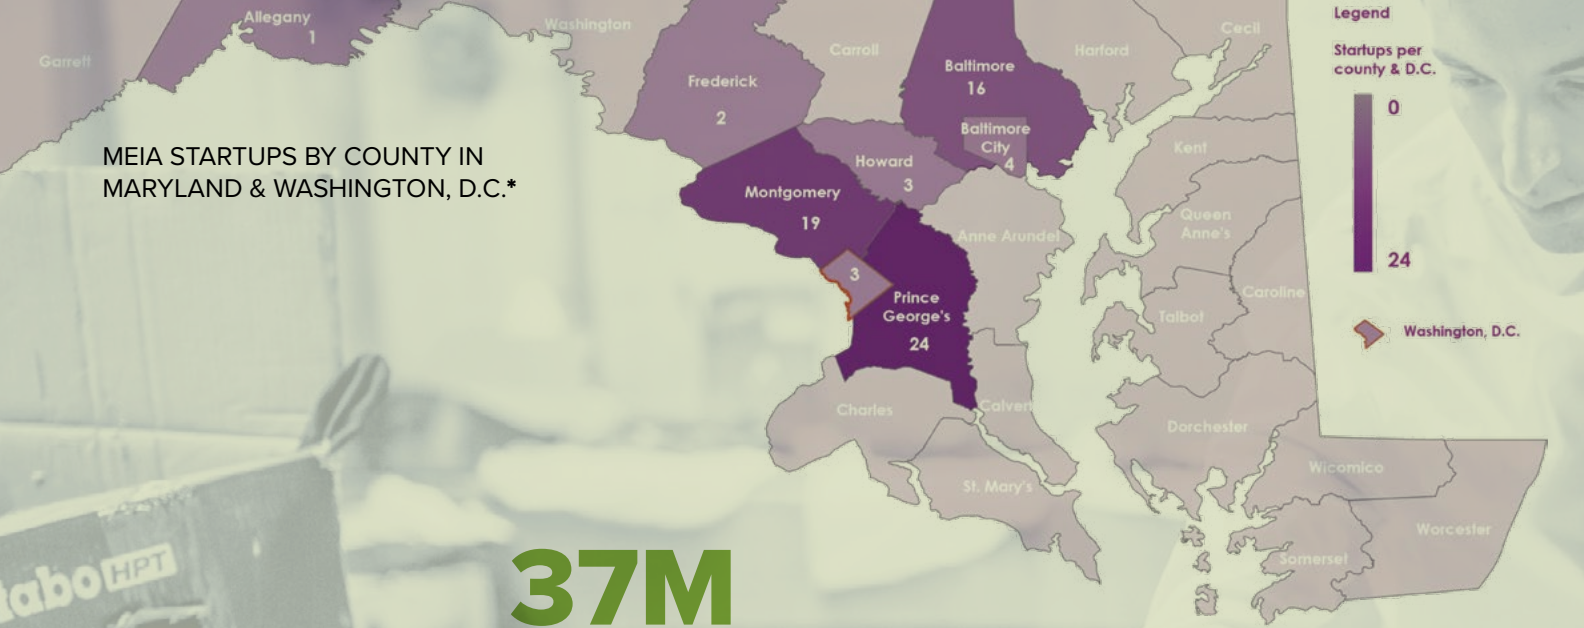 MEIA STARTUPS BY COUNTY IN
MARYLAND & WASHINGTON, D.C.*
Garrett
Allegany
1
Washington
Frederick
2
Carroll
Baltimore
16
Baltimore
City
4
Harford
Cecil
Howard
3
Montgomery
19
3
Prince
George's
24
Anne Arundel
Kent
Queen
Anne's
Caroline
Talbot
Charles
Calvert
Dorchester
St. Mary's
Wicomico
Worcester
Somerset
Legend
Startups per
county & D.C.
0
24
Washington, D.C.
tabo HPT
37M